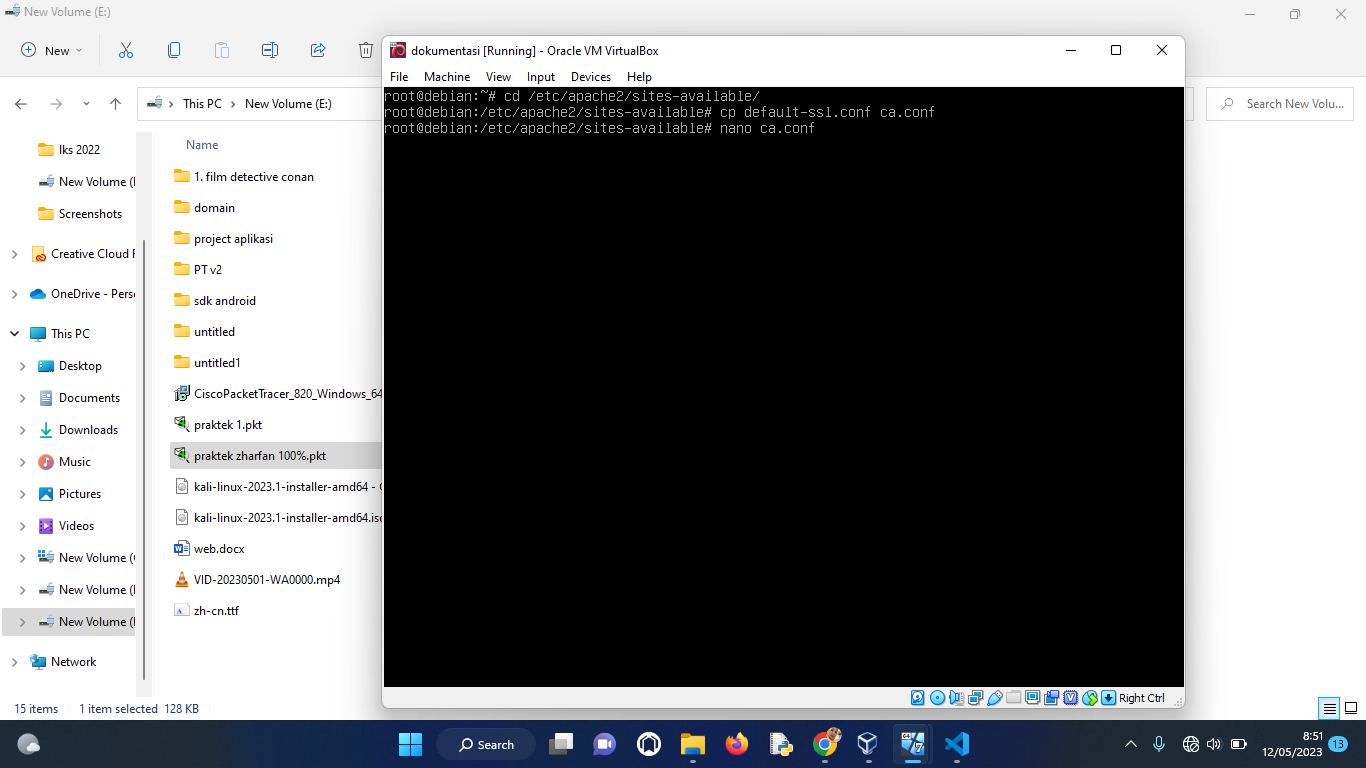 New Volume (E:)
New
dokumentasi [Running] - Oracle VM VirtualBox
File Machine View Input Devices Help
This PC > New Volume (E:)
Search New Volu...
root@debian:~# cd /etc/apache2/sites-available/
root@debian:/etc/apache2/sites-available# cp default-ssl.conf ca.conf
root@debian:/etc/apache2/sites-available# nano ca.conf
Iks 2022
New Volume (
Screenshots
Creative Cloud F
OneDrive - Perso
This PC
Desktop
Documents
Downloads
Music
Pictures
Videos
New Volume (
New Volume (
New Volume (
Network
Name
1. film detective conan
domain
project aplikasi
PT v2
sdk android
untitled
untitled1
CiscoPacketTracer_820_Windows_64
praktek 1.pkt
praktek zharfan 100%.pkt
kali-linux-2023.1-installer-amd64 -
kali-linux-2023.1-installer-amd64.iso
web.docx
VID-20230501-WA0000.mp4
zh-cn.ttf
Right Ctrl
15 items 1 item selected 128 KB
Search
8:51
12/05/2023
13